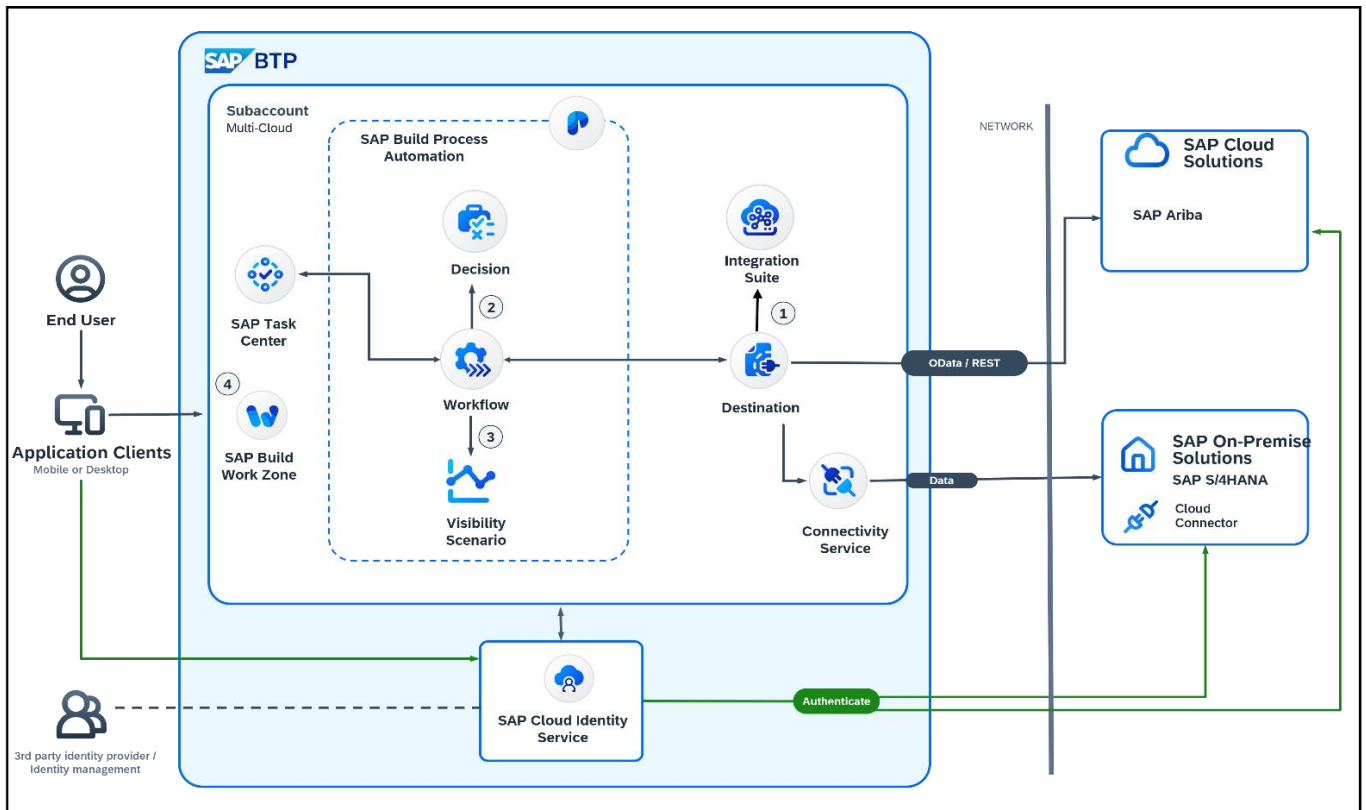 SAP BTP
Subaccount
Multi-Cloud
SAP Build Process
Automation
NETWORK
SAP Cloud
Solutions
SAP Ariba
Decision
Integration
Suite
End User
SAP Task
Center
2
1
OData / REST
Workflow
Destination
4
3
Application Clients
Mobile or Desktop
SAP Build
Work Zone
Visibility
Scenario
Data
Connectivity
Service
SAP On-Premise
Solutions
SAP S/4HANA
Cloud
Connector
SAP Cloud Identity
Service
Authenticate
3rd party identity provider /
Identity management